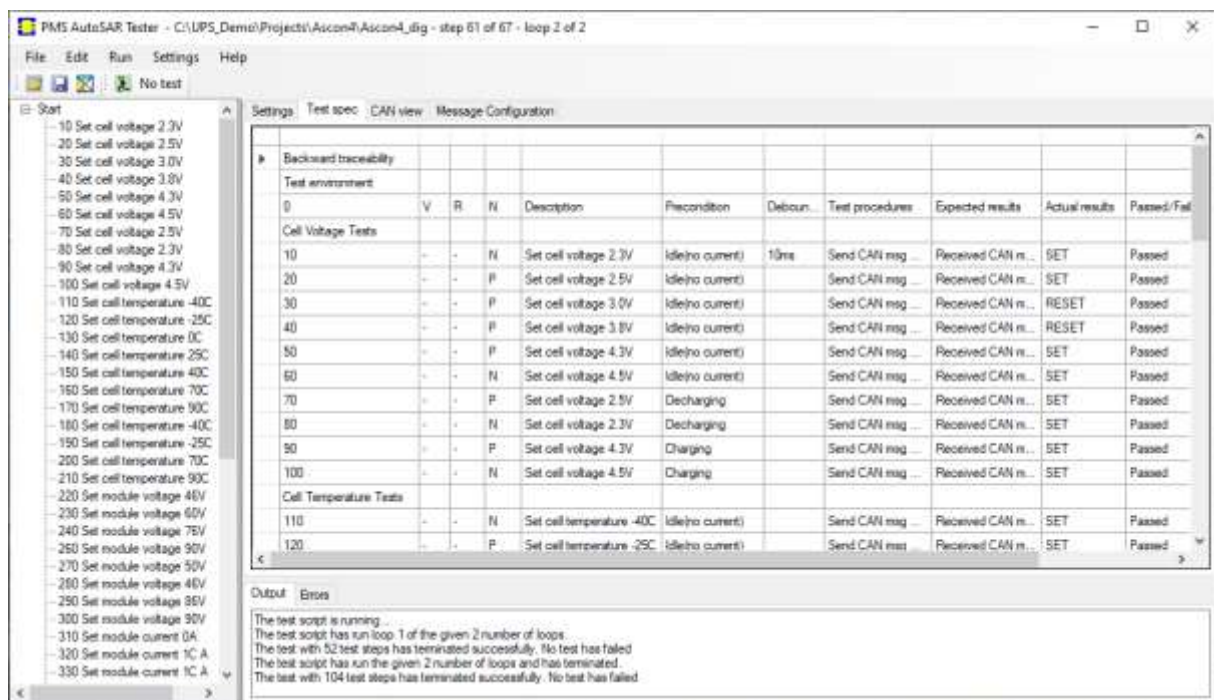 PMS AutoSAR Tester - C:\UPS_Demo\Projects\Ascon4\Ascon4_dig - step 61 of 67 - loop 2 of 2
File Edit Run Settings Help
No test
Start
10 Set cell voltage 2.3V
20 Set cell voltage 2.5V
30 Set cell voltage 3.0V
40 Set cell voltage 3.8V
50 Set cell voltage 4.3V
60 Set cell voltage 4.5V
70 Set cell voltage 2.5V
80 Set cell voltage 2.3V
90 Set cell voltage 4.3V
100 Set cell voltage 4.5V
110 Set cell temperature -40C
120 Set cell temperature -25C
130 Set cell temperature 0C
140 Set cell temperature 25C
150 Set cell temperature 40C
160 Set cell temperature 70C
170 Set cell temperature 90C
180 Set cell temperature -40C
190 Set cell temperature -25C
200 Set cell temperature 70C
210 Set cell temperature 90C
220 Set module voltage 46V
230 Set module voltage 60V
240 Set module voltage 76V
260 Set module voltage 90V
270 Set module voltage 50V
280 Set module voltage 46V
290 Set module voltage 86V
300 Set module voltage 90V
310 Set module current 0A
320 Set module current 1C A
330 Set module current 1C A
Settings Test spec CAN view Message Configuration
Backward traceability
Test environment
0 V R N Description Precondition Deboun... Test procedures Expected results Actual results Passed/Fail
Cell Voltage Tests
10 - - N Set cell voltage 2.3V Idle(no current) 10ms Send CAN msg ... Received CAN m... SET Passed
20 - - P Set cell voltage 2.5V Idle(no current) Send CAN msg ... Received CAN m... SET Passed
30 - - P Set cell voltage 3.0V Idle(no current) Send CAN msg ... Received CAN m... RESET Passed
40 - - P Set cell voltage 3.8V Idle(no current) Send CAN msg ... Received CAN m... RESET Passed
50 - - P Set cell voltage 4.3V Idle(no current) Send CAN msg ... Received CAN m... SET Passed
60 - - N Set cell voltage 4.5V Idle(no current) Send CAN msg ... Received CAN m... SET Passed
70 - - P Set cell voltage 2.5V Decharging Send CAN msg ... Received CAN m... SET Passed
80 - - N Set cell voltage 2.3V Decharging Send CAN msg ... Received CAN m... SET Passed
90 - - P Set cell voltage 4.3V Charging Send CAN msg ... Received CAN m... SET Passed
100 - - N Set cell voltage 4.5V Charging Send CAN msg ... Received CAN m... SET Passed
Cell Temperature Tests
110 - - N Set cell temperature -40C Idle(no current) Send CAN msg ... Received CAN m... SET Passed
120 - - P Set cell temperature -25C Idle(no current) Send CAN msg ... Received CAN m... SET Passed
Output Errors
The test script is running...
The test script has run loop 1 of the given 2 number of loops.
The test with 52 test steps has terminated successfully. No test has failed
The test script has run the given 2 number of loops and has terminated.
The test with 104 test steps has terminated successfully. No test has failed